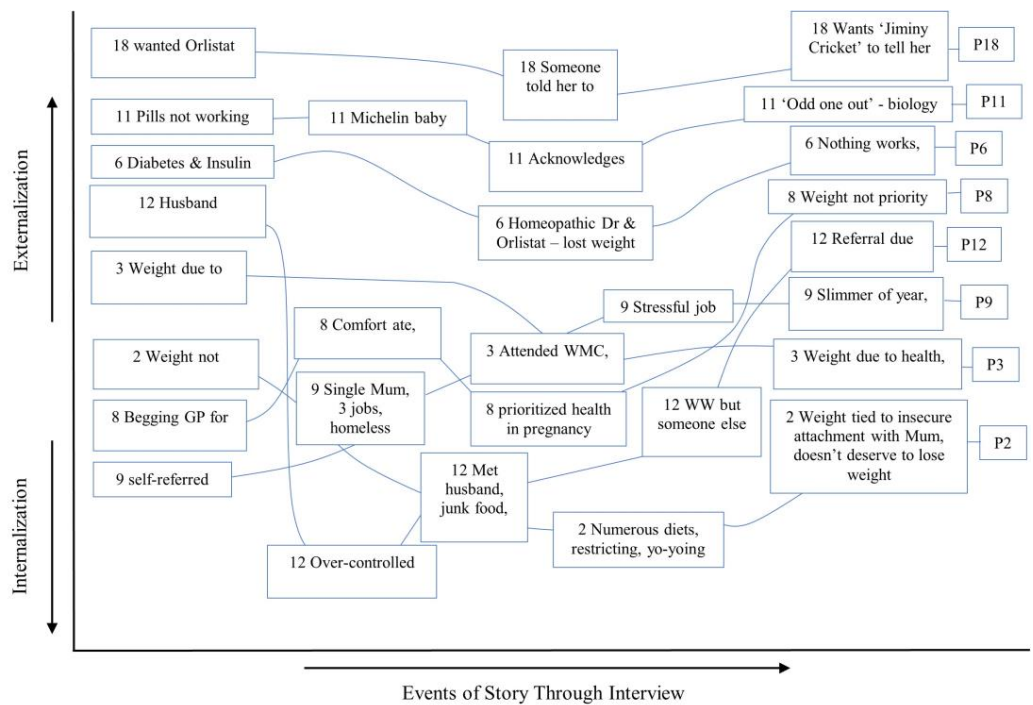 18 wanted Orlistat
18 Someone
told her to
18 Wants ‘Jiminy
Cricket’ to tell her
P18
11 Pills not working
11 Michelin baby
11 Acknowledges
11 ‘Odd one out’ - biology
P11
6 Diabetes & Insulin
6 Homeopathic Dr &
Orlistat – lost weight
6 Nothing works,
P6
8 Weight not priority
P8
12 Husband
12 Referral due
P12
3 Weight due to
9 Stressful job
9 Slimmer of year,
P9
8 Comfort ate,
3 Attended WMC,
3 Weight due to health,
P3
2 Weight not
9 Single Mum,
3 jobs,
homeless
8 prioritized health
in pregnancy
12 WW but
someone else
2 Weight tied to insecure
attachment with Mum,
doesn’t deserve to lose
weight
P2
8 Begging GP for
9 self-referred
12 Met
husband,
junk food,
2 Numerous diets,
restricting, yo-yoing
12 Over-controlled
Externalization
Internalization
Events of Story Through Interview